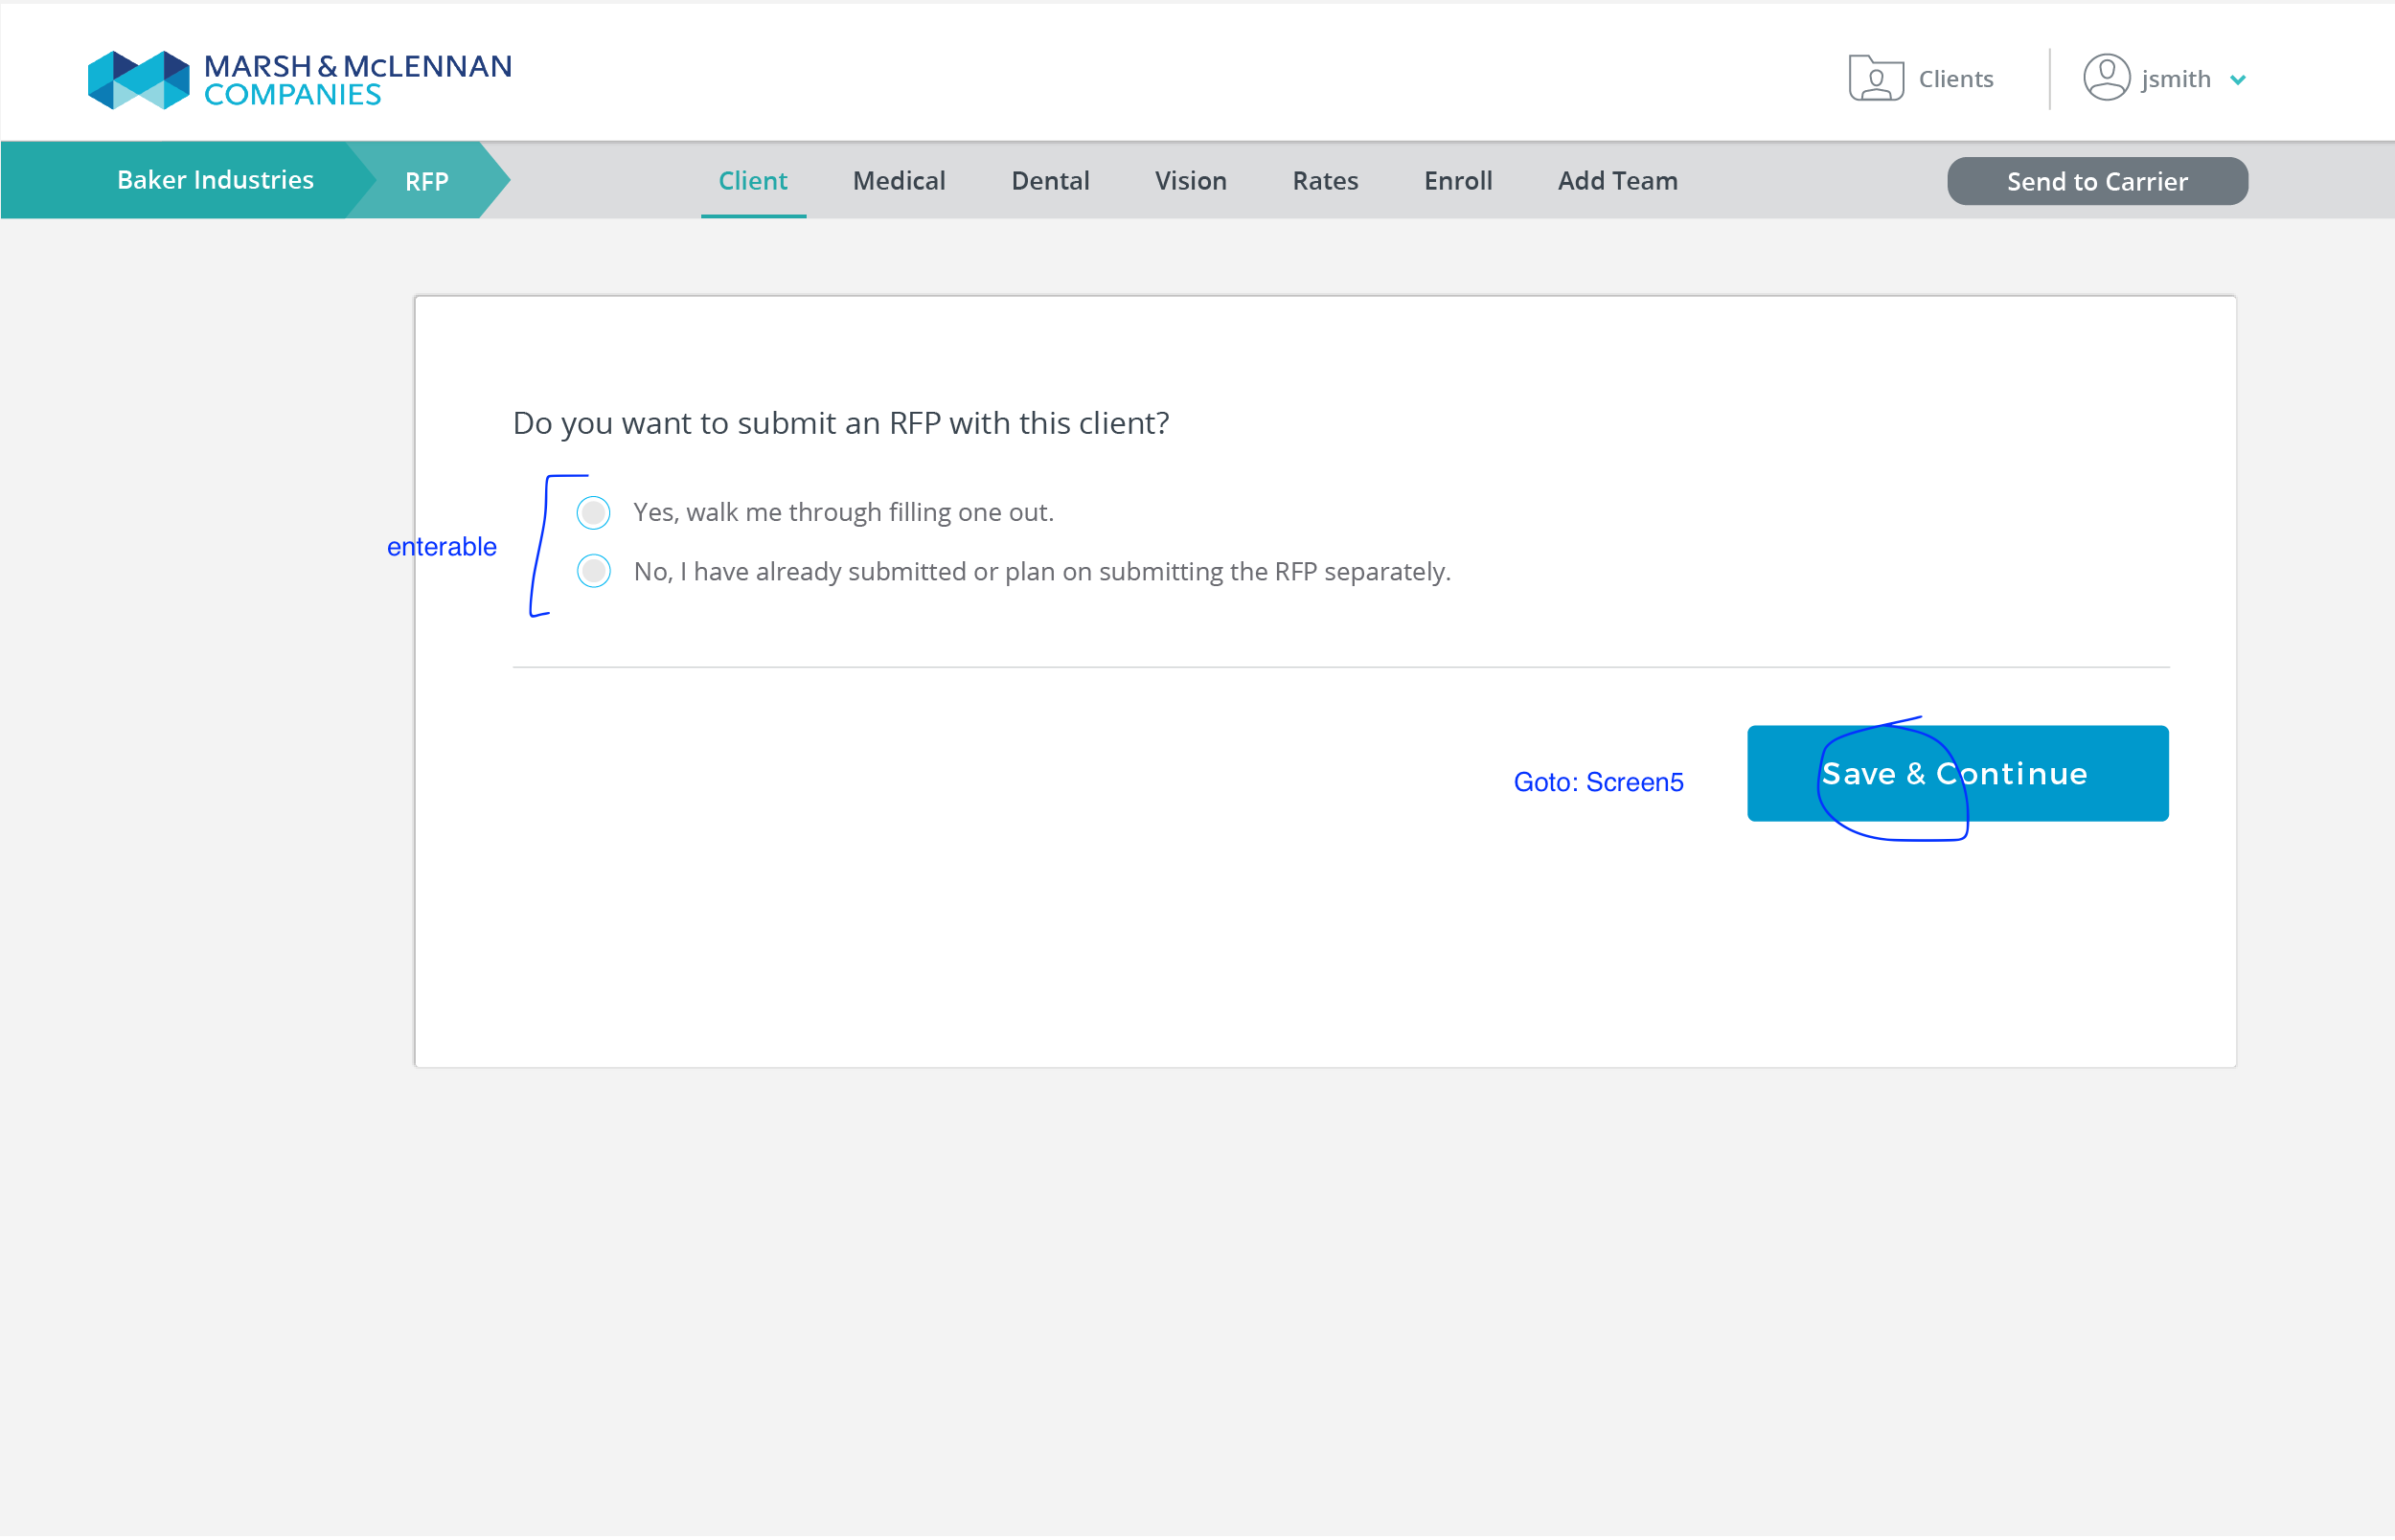 MARSH & McLENNAN
COMPANIES
Clients
jsmith
Baker Industries
RFP
Client
Medical
Dental
Vision
Rates
Enroll
Add Team
Send to Carrier
Do you want to submit an RFP with this client?
Yes, walk me through filling one out.
enterable
No, I have already submitted or plan on submitting the RFP separately.
Goto: Screen5
Save & Continue